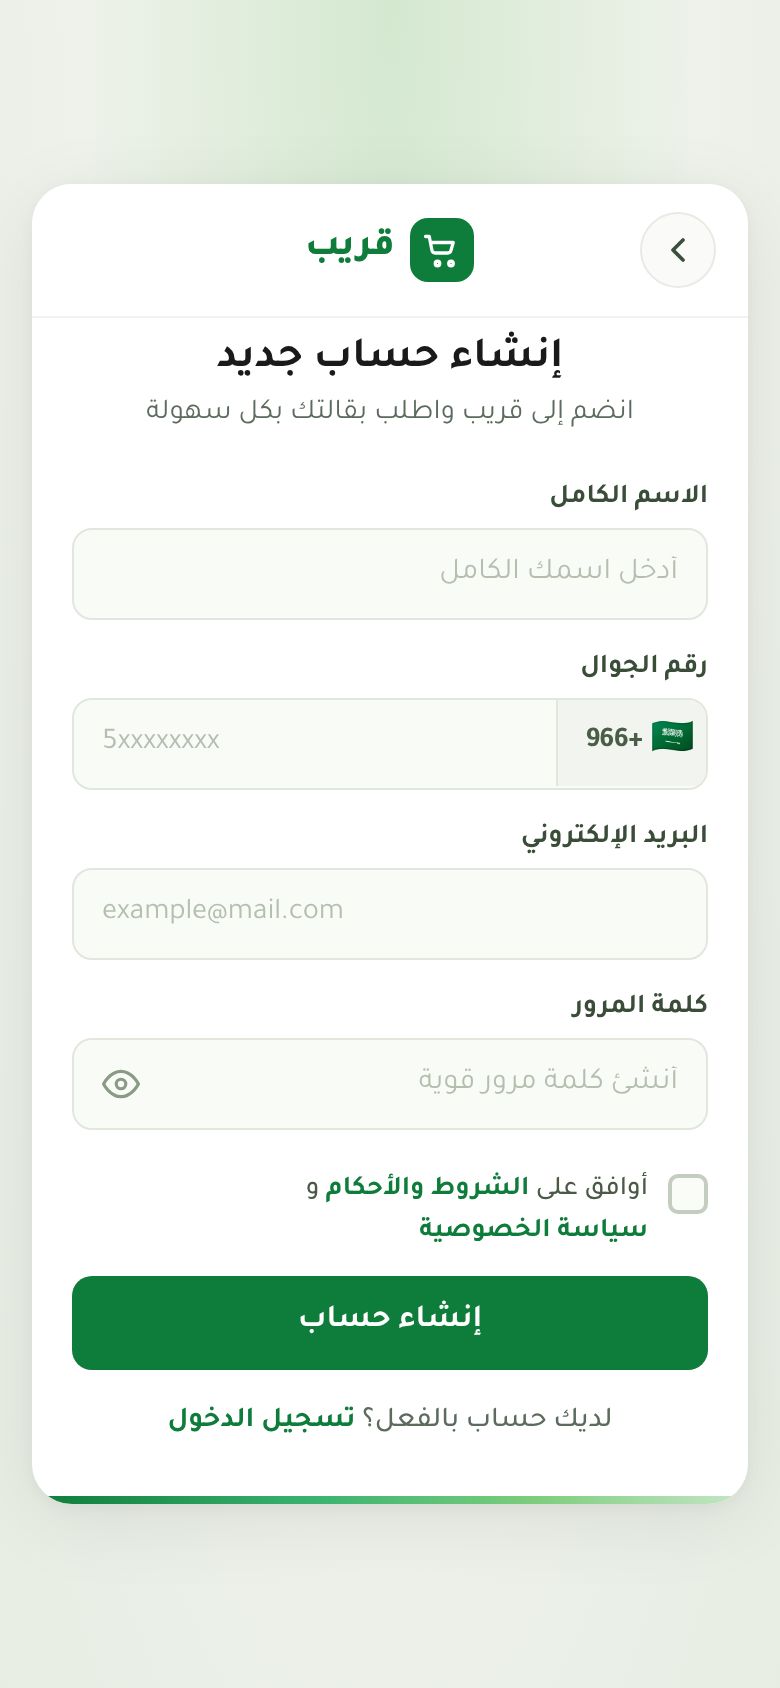 قريب
إنشاء حساب جديد
انضم إلى قريب واطلب بقالتك بكل سهولة
الاسم الكامل
أدخل اسمك الكامل
رقم الجوال
+966
5xxxxxxxx
البريد الإلكتروني
example@mail.com
كلمة المرور
أنشئ كلمة مرور قوية
أوافق على الشروط والأحكام و
سياسة الخصوصية
إنشاء حساب
لديك حساب بالفعل؟ تسجيل الدخول